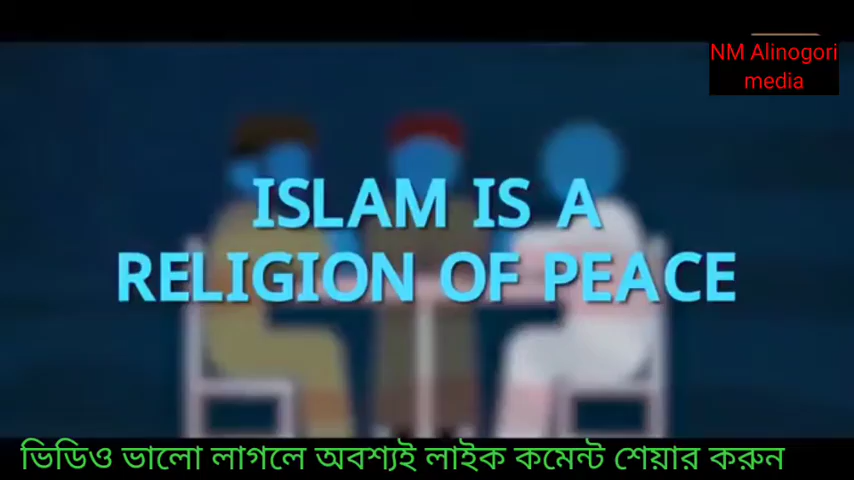 NM Alinogori
media
ISLAM IS A
RELIGION OF PEACE
ভিডিও ভালো লাগলে অবশ্যই লাইক কমেন্ট শেয়ার করুন